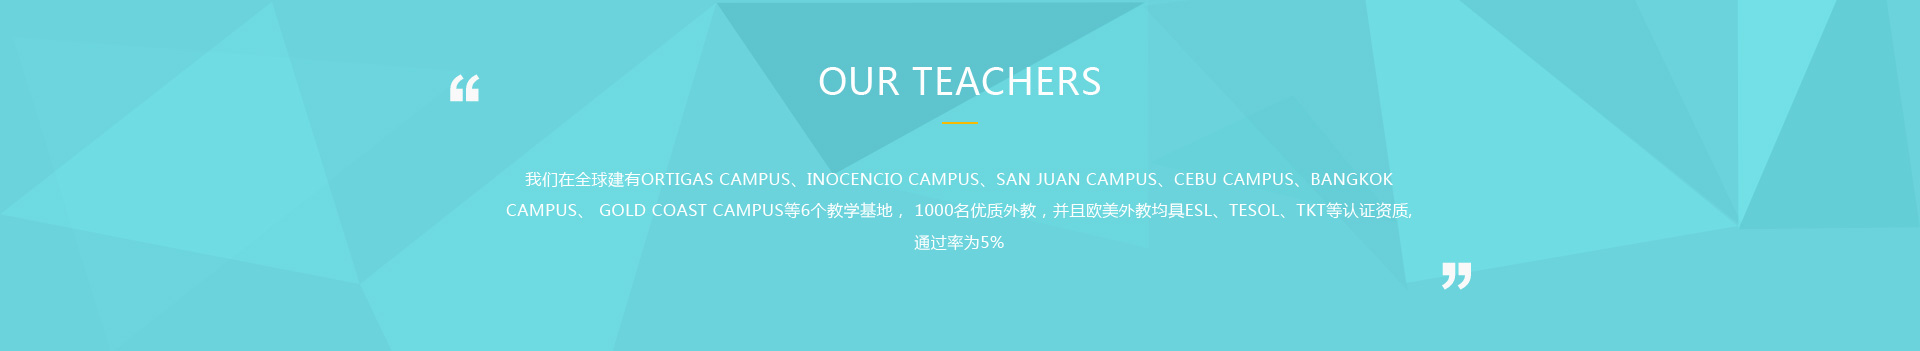 “
OUR TEACHERS
我们在全球建有ORTIGAS CAMPUS、INOCENCIO CAMPUS、SAN JUAN CAMPUS、CEBU CAMPUS、BANGKOK
CAMPUS、 GOLD COAST CAMPUS等6个教学基地， 1000名优质外教，并且欧美外教均具ESL、TESOL、TKT等认证资质,
通过率为5%
”